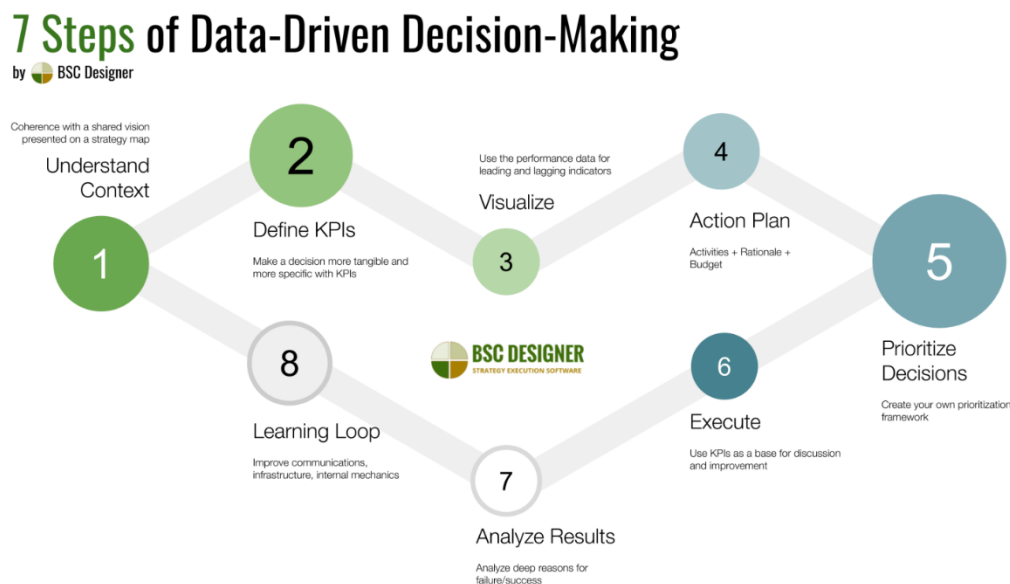 7 Steps of Data-Driven Decision-Making
by BSC Designer
Coherence with a shared vision
presented on a strategy map
Understand
Context
1
2
Define KPIs
Make a decision more tangible and
more specific with KPIs
Use the performance data for
leading and lagging indicators
Visualize
3
4
Action Plan
Activities + Rationale +
Budget
5
Prioritize
Decisions
Create your own prioritization
framework
6
Execute
Use KPIs as a base for discussion
and improvement
7
Analyze Results
Analyze deep reasons for
failure/success
8
Learning Loop
Improve communications,
infrastructure, internal mechanics
BSC DESIGNER
STRATEGY EXECUTION SOFTWARE